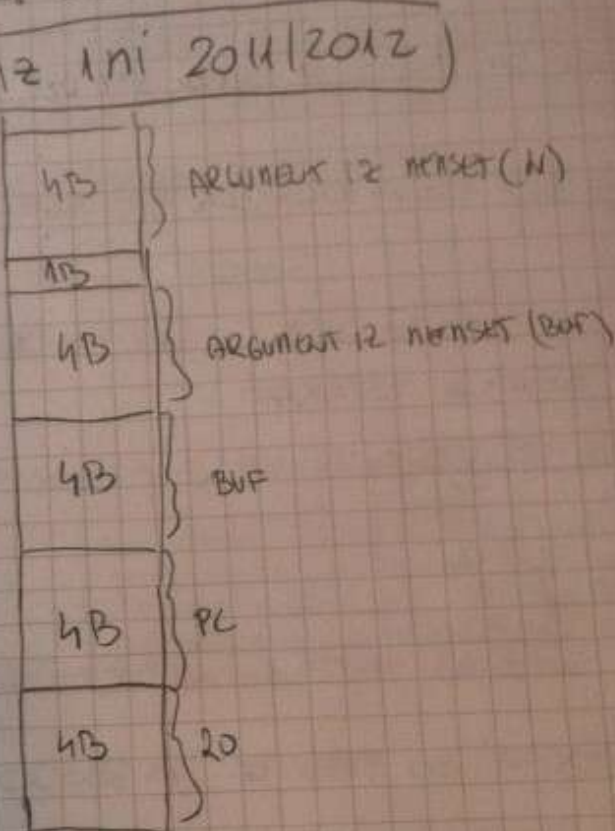 iz 1ni 2011/2012)
4B ARGUMENT IZ MEMSET (N)
1B
4B ARGUMENT IZ MEMSET (BUF)
4B BUF
4B PC
4B 20